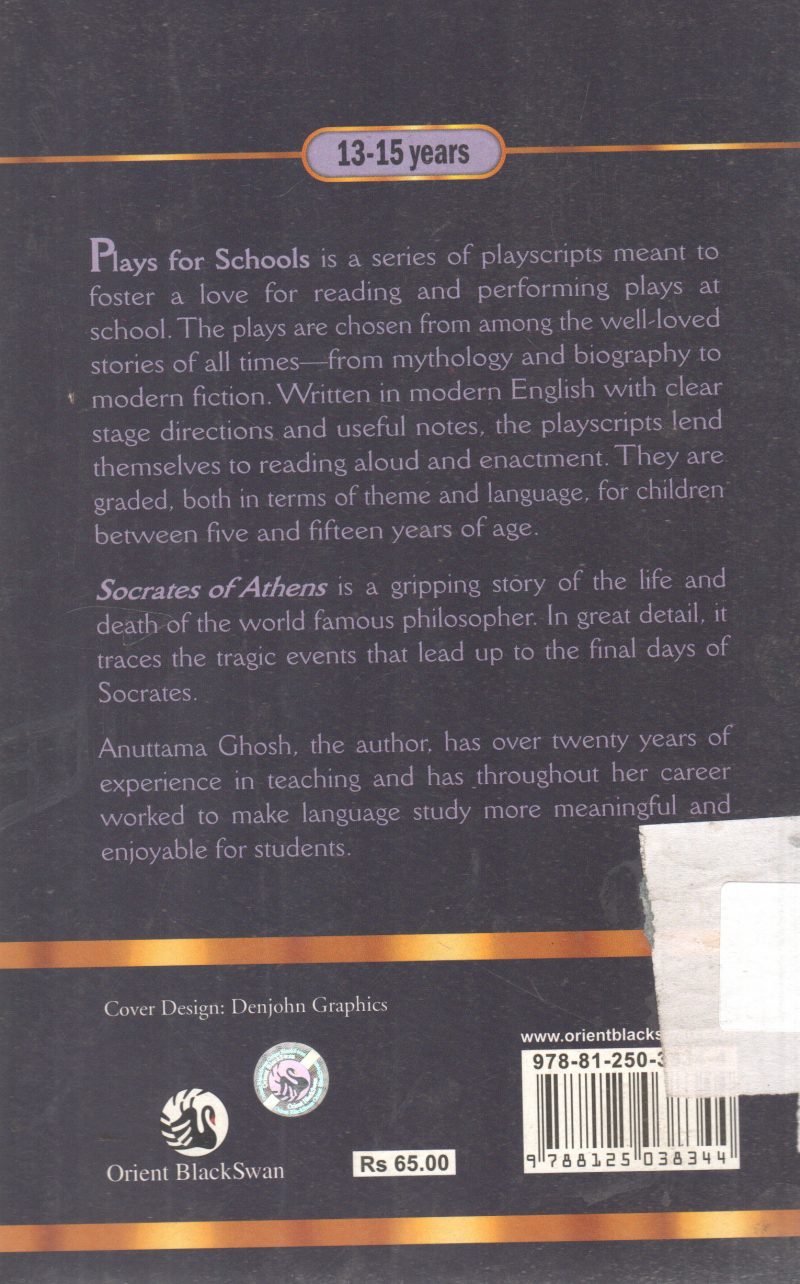 13-15 years
Plays for Schools is a series of playscripts meant to
foster a love for reading and performing plays at
school. The plays are chosen from among the well-loved
stories of all times—from mythology and biography to
modern fiction. Written in modern English with clear
stage directions and useful notes, the playscripts lend
themselves to reading aloud and enactment. They are
graded, both in terms of theme and language, for children
between five and fifteen years of age.
Socrates of Athens is a gripping story of the life and
death of the world famous philosopher. In great detail, it
traces the tragic events that lead up to the final days of
Socrates.
Anuttama Ghosh, the author, has over twenty years of
experience in teaching and has throughout her career
worked to make language study more meaningful and
enjoyable for students.
Cover Design: Denjohn Graphics
www.orientblacks
978-81-250-3
9 788125 038344
Orient BlackSwan
Rs 65.00